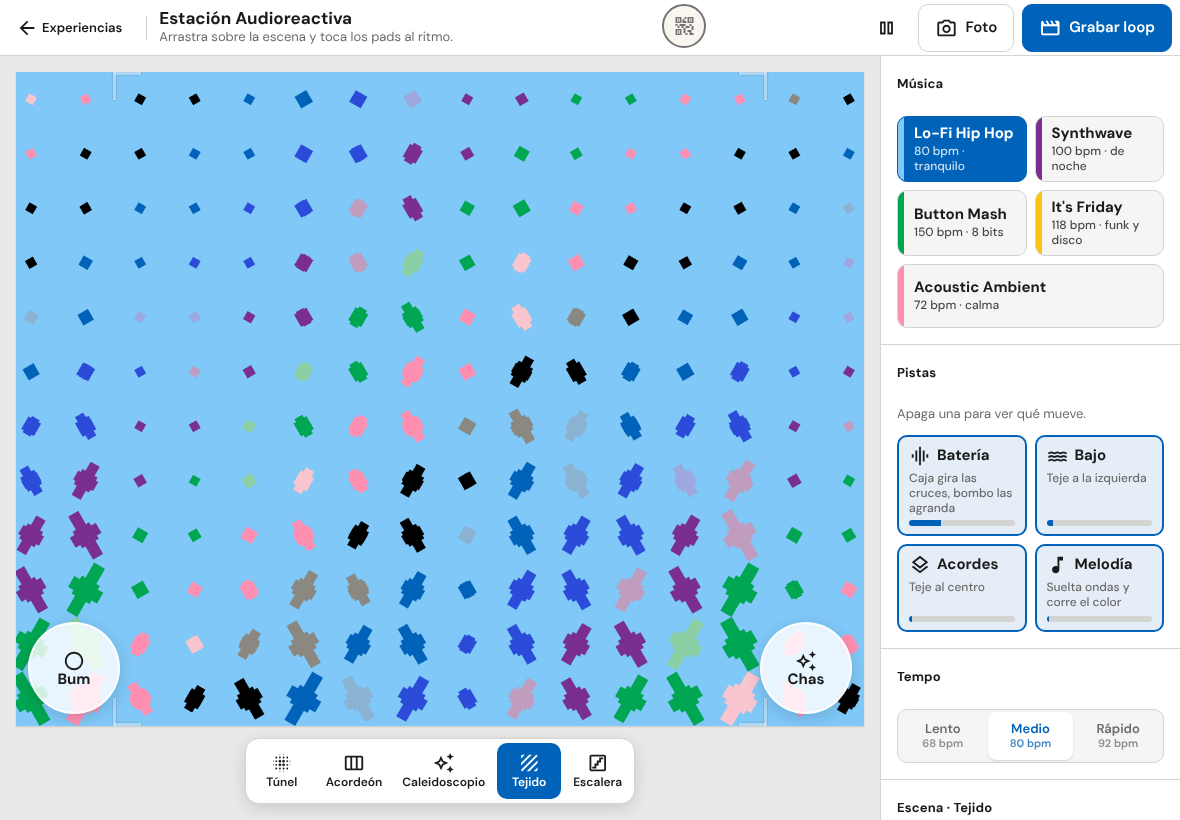 Experiencias
Estación Audioreactiva
Arrastra sobre la escena y toca los pads al ritmo.
Foto
Grabar loop
Bum
Chas
Túnel
Acordeón
Caleidoscopio
Tejido
Escalera
Música
Lo-Fi Hip Hop
80 bpm ·
tranquilo
Synthwave
100 bpm · de
noche
Button Mash
150 bpm · 8 bits
It's Friday
118 bpm · funk y
disco
Acoustic Ambient
72 bpm · calma
Pistas
Apaga una para ver qué mueve.
Batería
Caja gira las
cruces, bombo las
agranda
Bajo
Teje a la izquierda
Acordes
Teje al centro
Melodía
Suelta ondas y
corre el color
Tempo
Lento
68 bpm
Medio
80 bpm
Rápido
92 bpm
Escena · Tejido